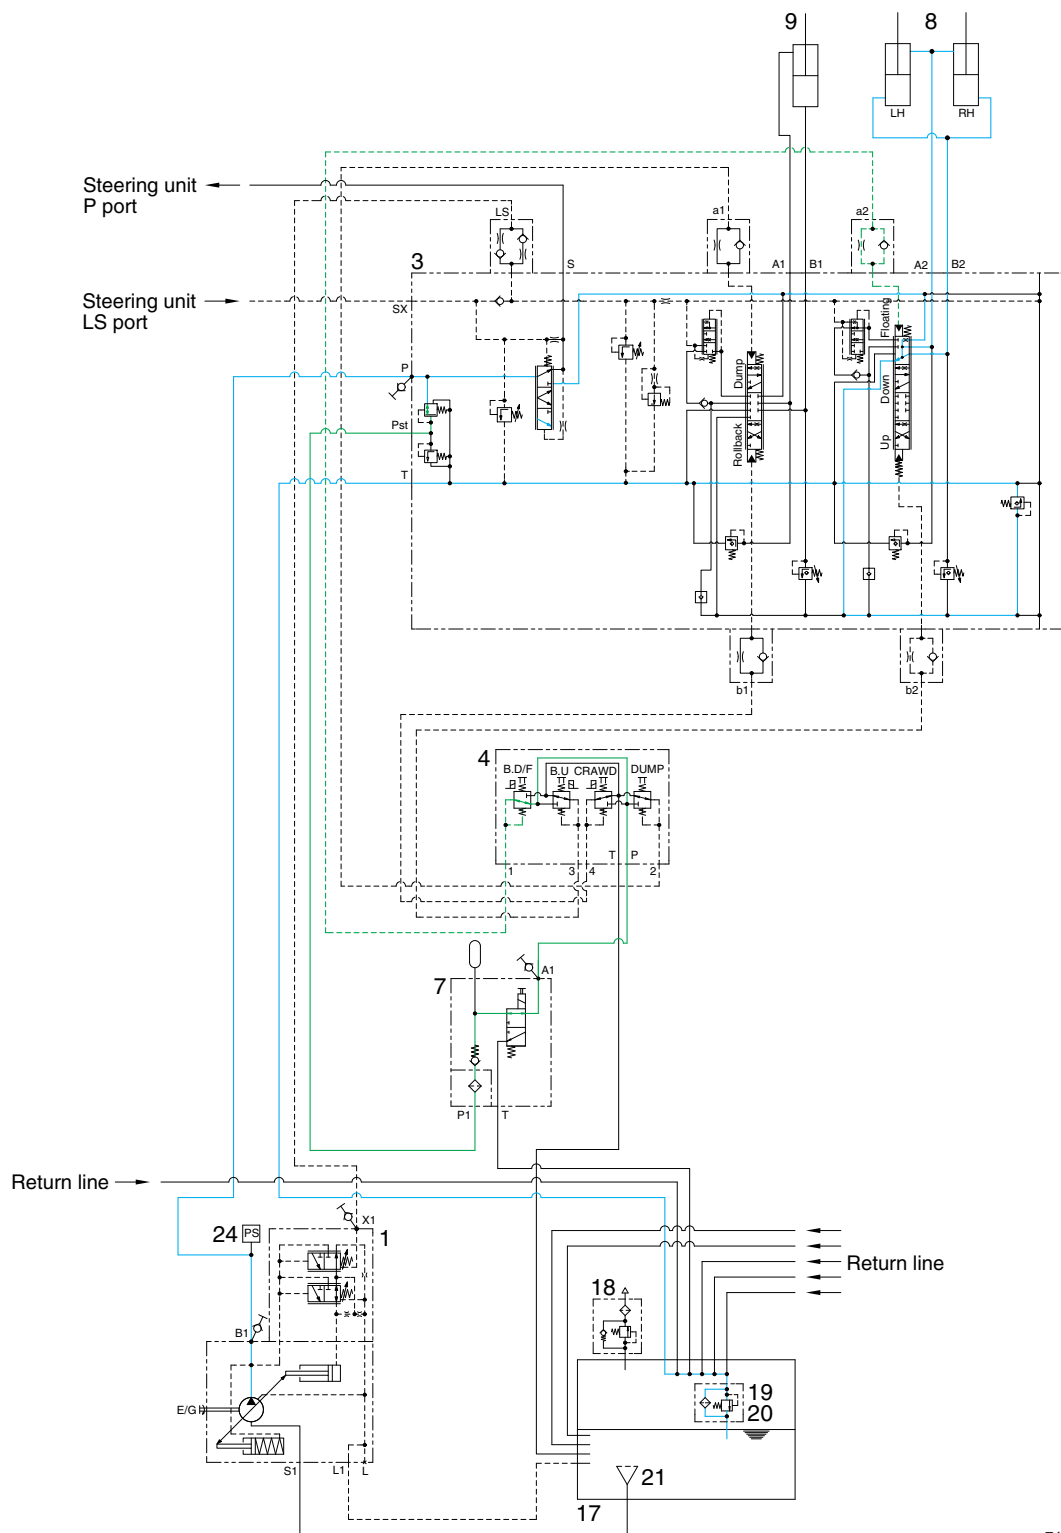 9
8
LH
RH
Steering unit
P port
LS
a1
a2
3
S
A1
B1
A2
B2
Steering unit
LS port
SX
Floating
P
Dump
Down
Pst
Rollback
Up
T
b1
b2
4
B.D/F
B.U
CRAWD
DUMP
T
P
1
3
4
2
7
A1
P1
T
Return line
24
PS
X1
1
Return line
18
B1
19
20
E/G
S1
L1
L
21
17